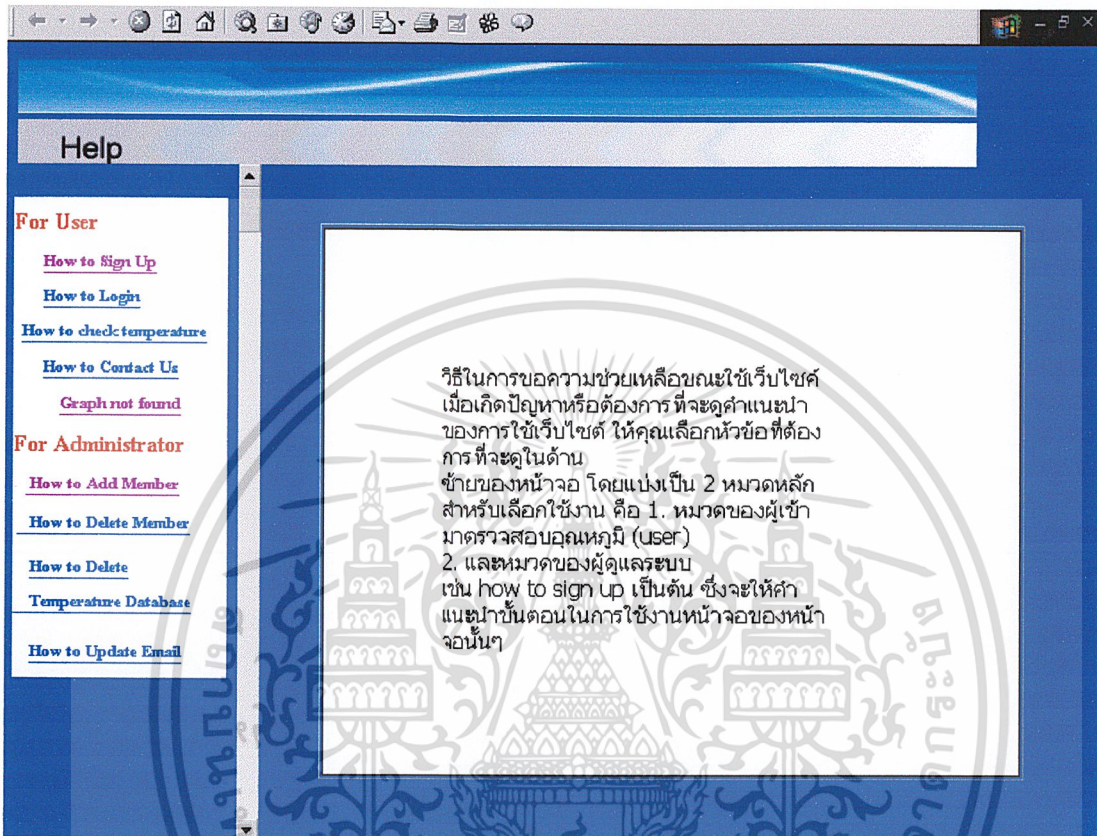 Help
For User
How to Sign Up
How to Login
How to check temperature
How to Contact Us
Graph not found
For Administrator
How to Add Member
How to Delete Member
How to Delete
Temperature Database
How to Update Email
วิธีในการขอความช่วยเหลือขณะใช้เว็บไซค์
เมื่อเกิดปัญหาหรือต้องการที่จะดูคำแนะนำ
ของการใช้เว็บไซต์ ให้คุณเลือกหัวข้อที่ต้อง
การที่จะดูในด้าน
ซ้ายของหน้าจอ โดยแบ่งเป็น 2 หมวดหลัก
สำหรับเลือกใช้งาน คือ 1. หมวดของผู้เข้า
มาตรวจสอบอุณหภูมิ (user)
2. และหมวดของผู้ดูแลระบบ
เช่น how to sign up เป็นต้น ซึ่งจะให้คำ
แนะนำขั้นตอนในการใช้งานหน้าจอของหน้า
จอนั้นๆ